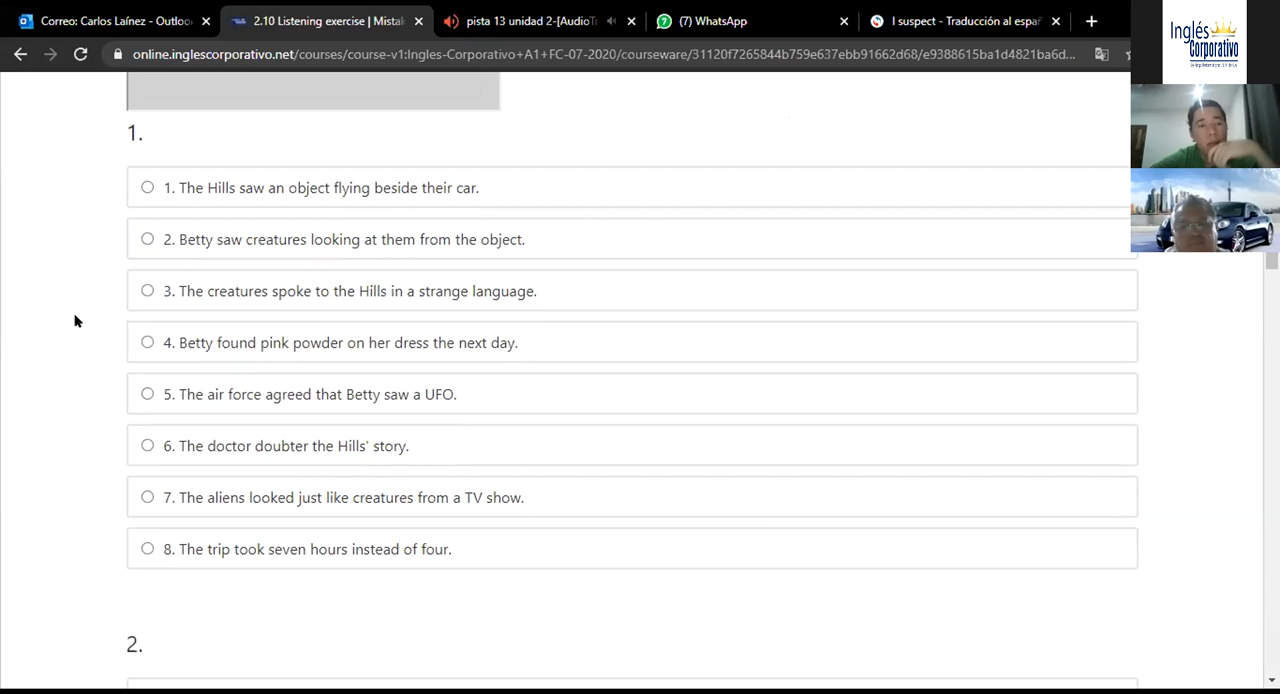 Correo: Carlos Laínez - Outloo
2.10 Listening exercise | Mistak
pista 13 unidad 2-[AudioTr
(7) WhatsApp
I suspect - Traducción al españ
online.inglescorporativo.net/courses/course-v1:Ingles-Corporativo+A1+FC-07-2020/courseware/31120f7265844b759e637ebb91662d68/e9388615ba1d4821ba6d...
Inglés
Corporativo
1.
1. The Hills saw an object flying beside their car.
2. Betty saw creatures looking at them from the object.
3. The creatures spoke to the Hills in a strange language.
4. Betty found pink powder on her dress the next day.
5. The air force agreed that Betty saw a UFO.
6. The doctor doubter the Hills' story.
7. The aliens looked just like creatures from a TV show.
8. The trip took seven hours instead of four.
2.